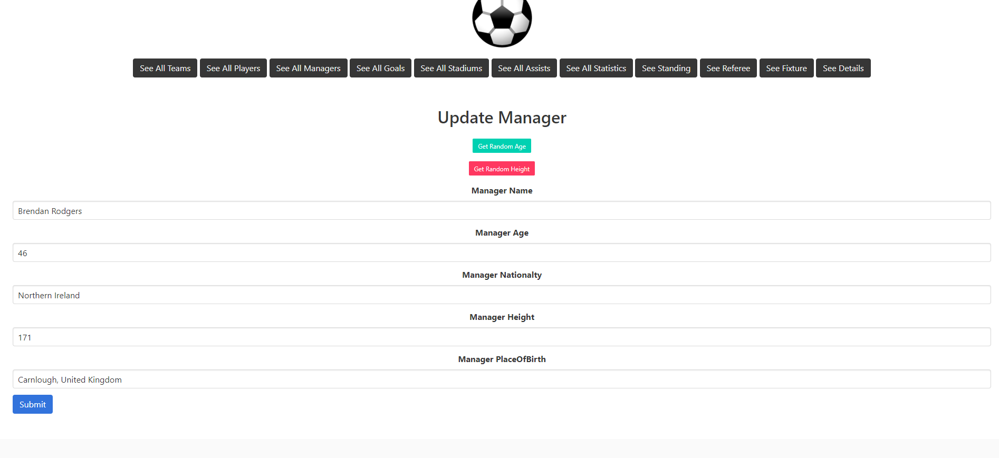 See All Teams See All Players See All Managers See All Goals See All Stadiums See All Assists See All Statistics See Standing See Referee See Fixture See Details
Update Manager
Get Random Age
Get Random Height
Manager Name
Brendan Rodgers
Manager Age
46
Manager Nationalty
Northern Ireland
Manager Height
171
Manager PlaceOfBirth
Carnlough, United Kingdom
Submit